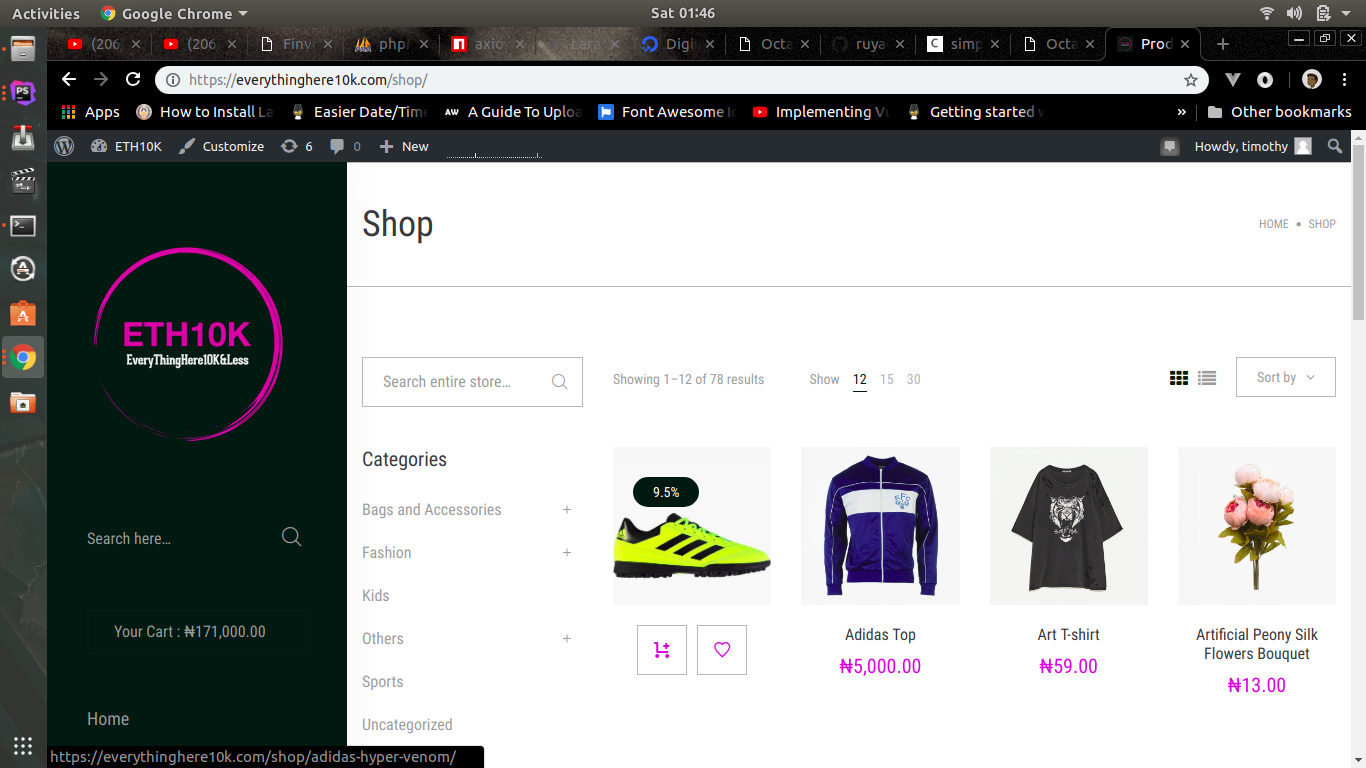 Activities Google Chrome Sat 01:46
(206 (206 Finv phpl axio Lara Digi Octa ruya simp Octa Prod
https://everythinghere10k.com/shop/
Apps How to Install La Easier Date/Time AW A Guide To Uploa Font Awesome Ic Implementing Vu Getting started w » Other bookmarks
ETH10K Customize 6 0 New Howdy, timothy
Shop
HOME • SHOP
ETH10K
EveryThingHere10K&Less
Search entire store... Showing 1–12 of 78 results Show 12 15 30 Sort by
Categories
9.5%
Bags and Accessories +
Search here...
Fashion +
Kids
Your Cart : ₦171,000.00
Others +
Adidas Top Art T-shirt Artificial Peony Silk
Flowers Bouquet
₦5,000.00 ₦59.00
Sports ₦13.00
Home
Uncategorized
https://everythinghere10k.com/shop/adidas-hyper-venom/